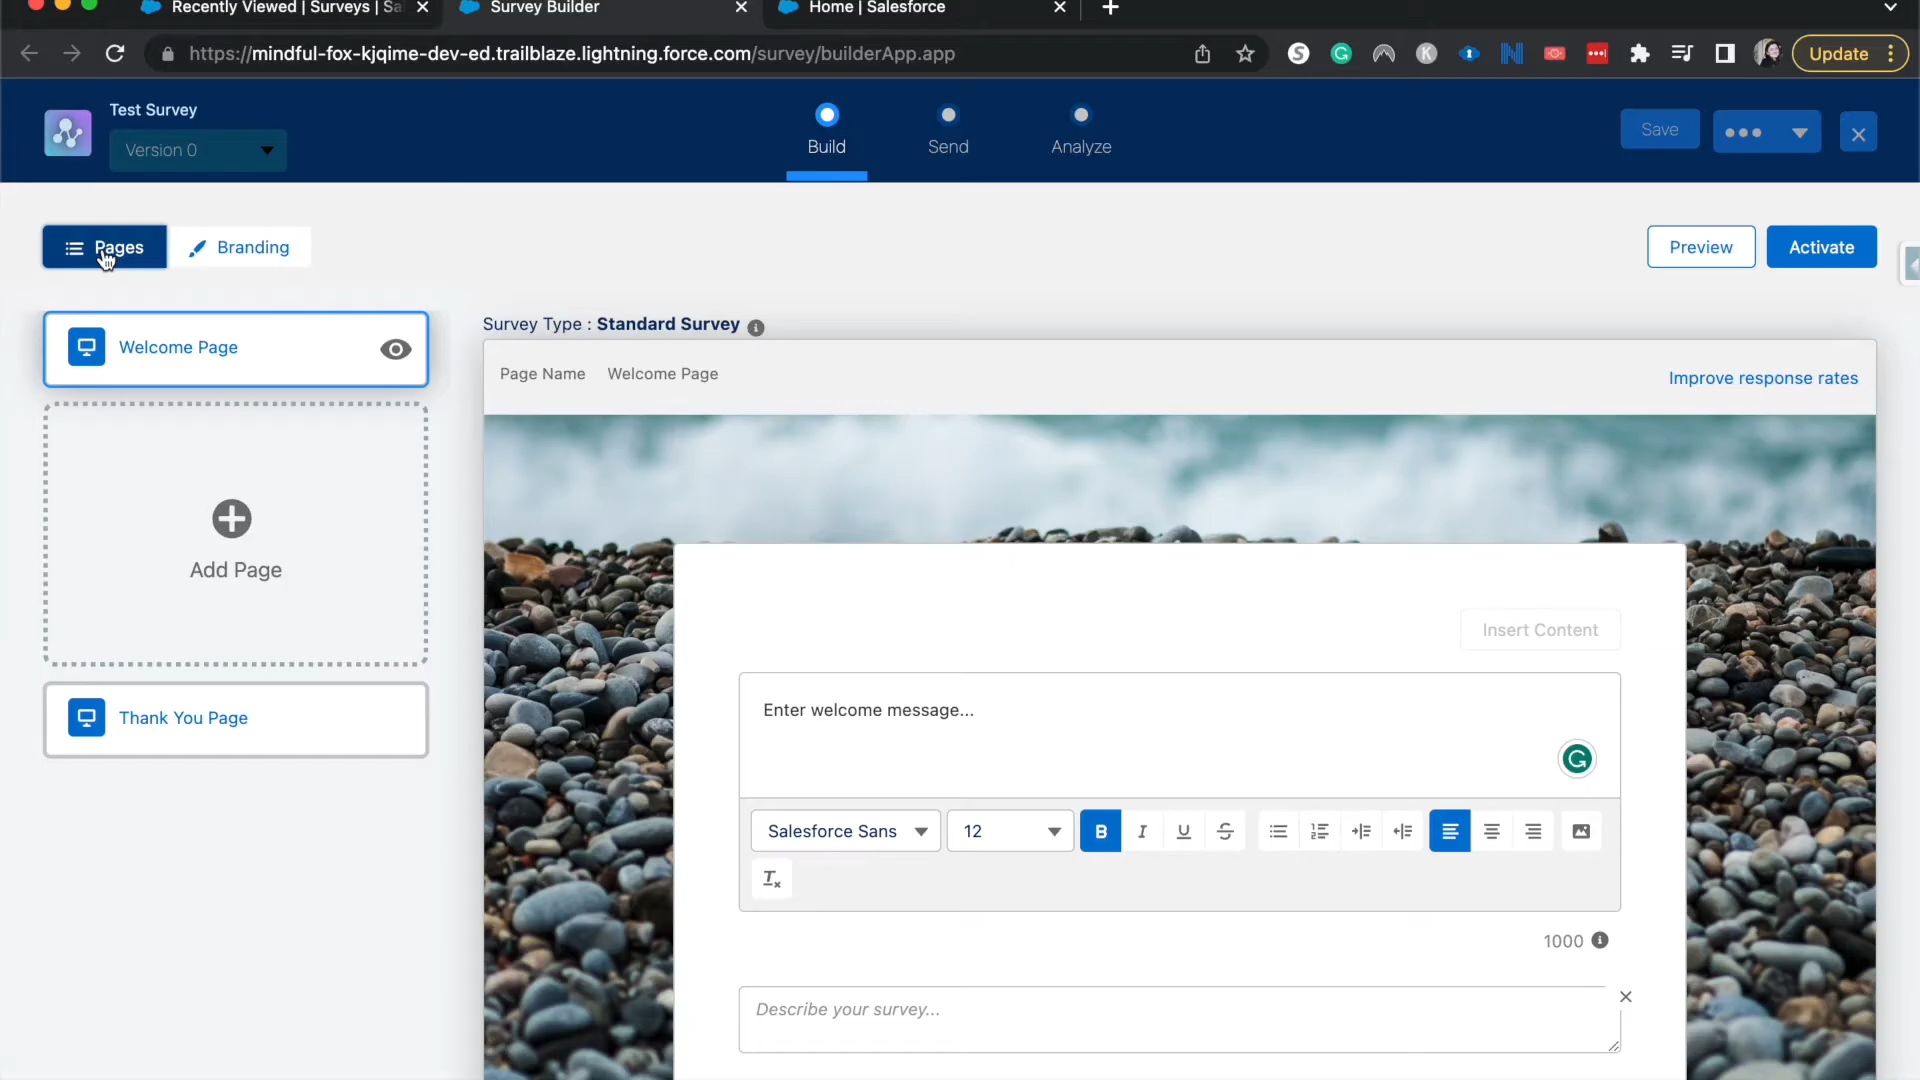 Recently Viewed | Surveys | Sa
Survey Builder
Home | Salesforce
https://mindful-fox-kjqime-dev-ed.trailblaze.lightning.force.com/survey/builderApp.app
Update
Test Survey
Version 0
Build
Send
Analyze
Save
Pages
Branding
Preview
Activate
Welcome Page
Add Page
Thank You Page
Survey Type : Standard Survey
Page Name Welcome Page
Improve response rates
Insert Content
Enter welcome message...
Salesforce Sans
12
B I U S
1000
Describe your survey...